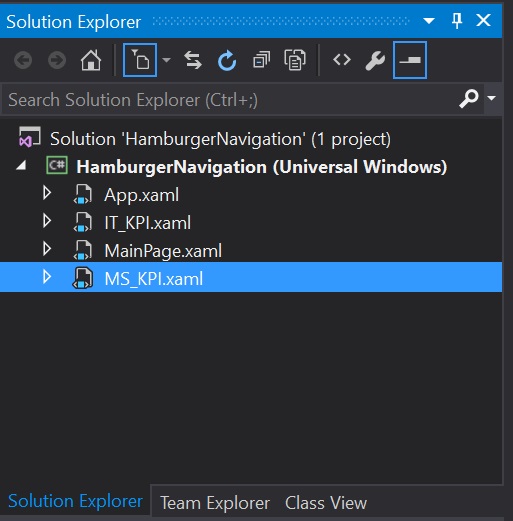 Solution Explorer
Search Solution Explorer (Ctrl+;)
Solution 'HamburgerNavigation' (1 project)
C# HamburgerNavigation (Universal Windows)
App.xaml
IT_KPI.xaml
MainPage.xaml
MS_KPI.xaml
Solution Explorer Team Explorer Class View